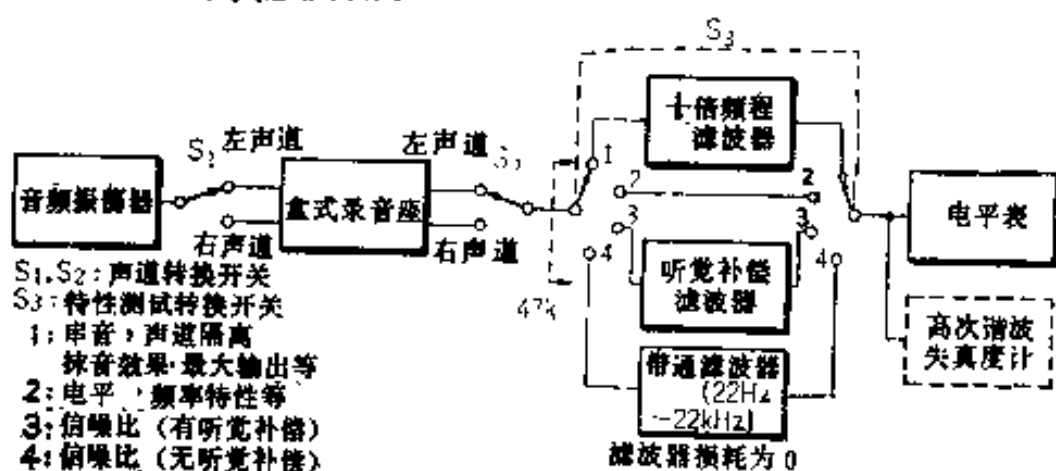 S₃
⅓倍频程
滤波器
左声道
左声道
S₁
音频振荡器
盒式录音座
右声道
右声道
1
2
3
4
47k
听觉补偿
滤波器
2
3
4
电平表
带通滤波器
(22Hz
~22kHz)
滤波器损耗为0
高次谐波
失真度计
S₁,S₂:声道转换开关
S₃:特性测试转换开关
1:串音,声道隔离
抹音效果·最大输出等
2:电平、频率特性等
3:信噪比(有听觉补偿)
4:信噪比(无听觉补偿)